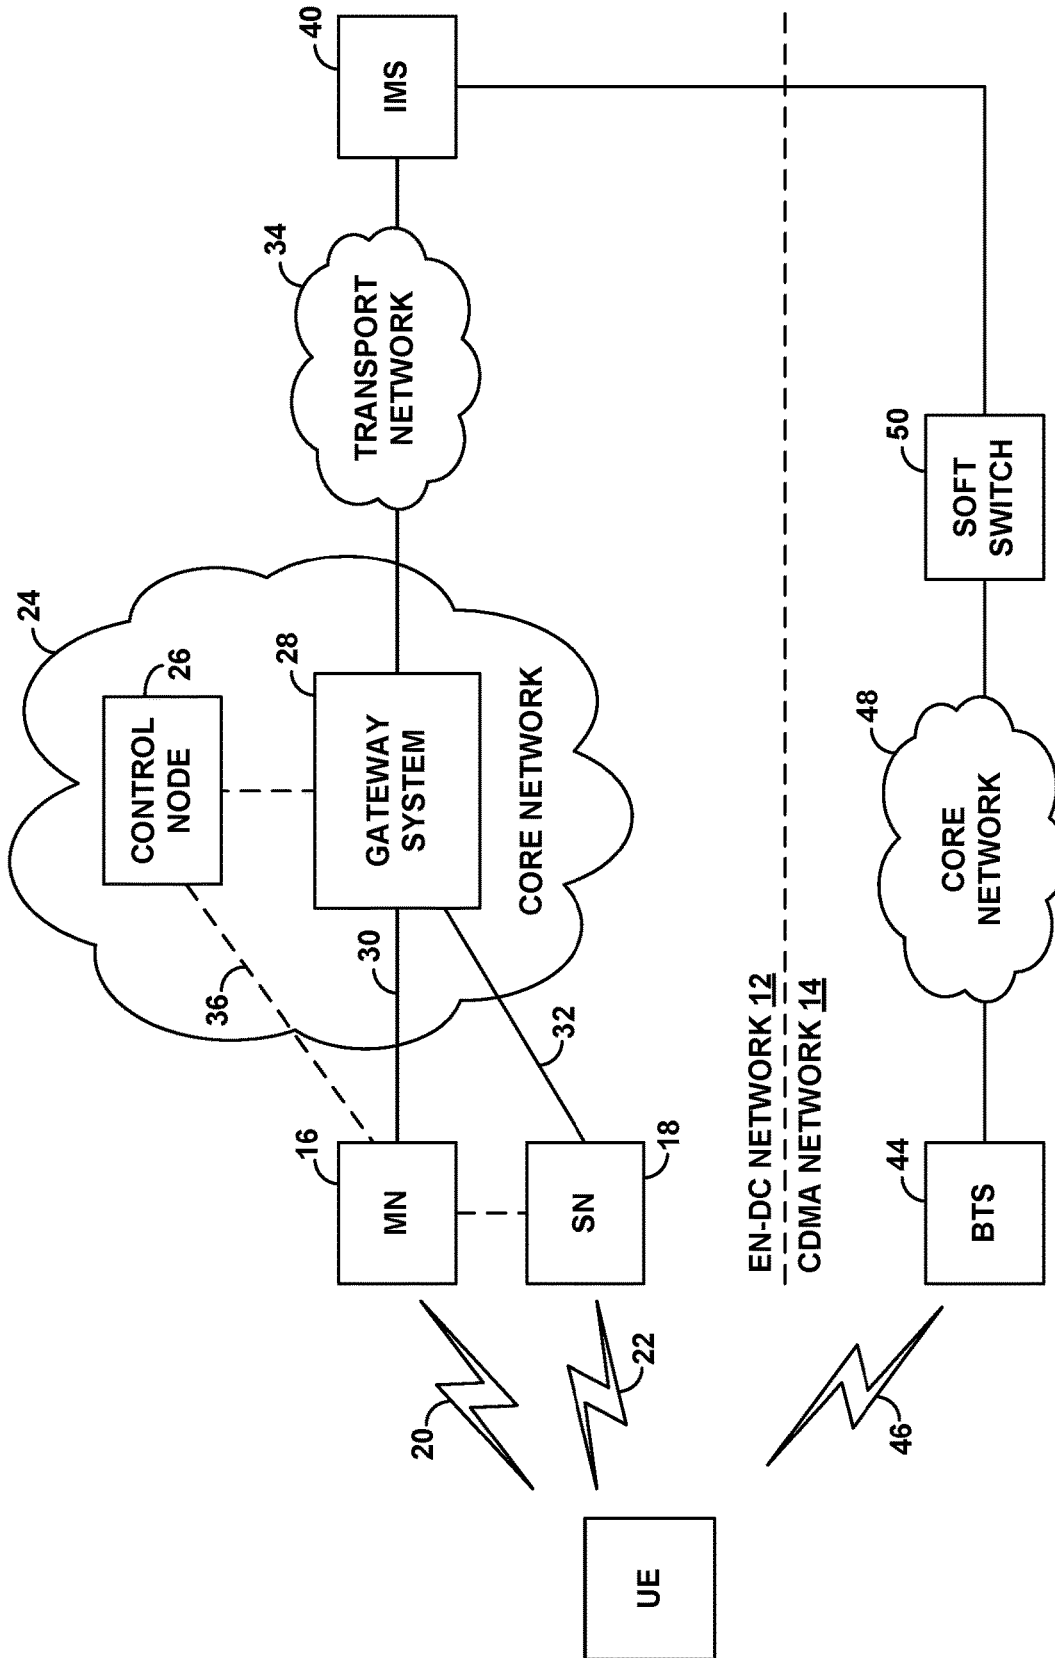 24
CONTROL
NODE
26
36
16
MN
30
GATEWAY
SYSTEM
28
CORE NETWORK
34
TRANSPORT
NETWORK
40
IMS
20
SN
18
32
22
UE
EN-DC NETWORK 12
CDMA NETWORK 14
46
44
BTS
48
CORE
NETWORK
50
SOFT
SWITCH